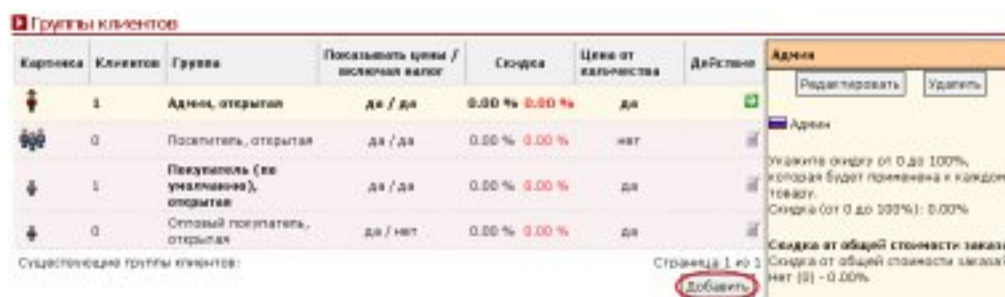 Группы клиентов
Картинка Клиентов Группа Показывать цены / включая налог Скидка Цена от количества Действие
1 Админ, открытая да / да 0.00 % 0.00 % да
0 Посетитель, открытая да / да 0.00 % 0.00 % нет
1 Покупатель (по умолчанию), открытая да / да 0.00 % 0.00 % да
0 Оптовый покупатель, открытая да / нет 0.00 % 0.00 % да
Существующие группы клиентов: Страница 1 из 1
Добавить
Админ
Редактировать Удалить
Админ
Укажите скидку от 0 до 100%,
которая будет применена к каждому
товару.
Скидка (от 0 до 100%): 0.00%
Скидка от общей стоимости заказа
Скидка от общей стоимости заказа?
Нет (0) - 0.00%